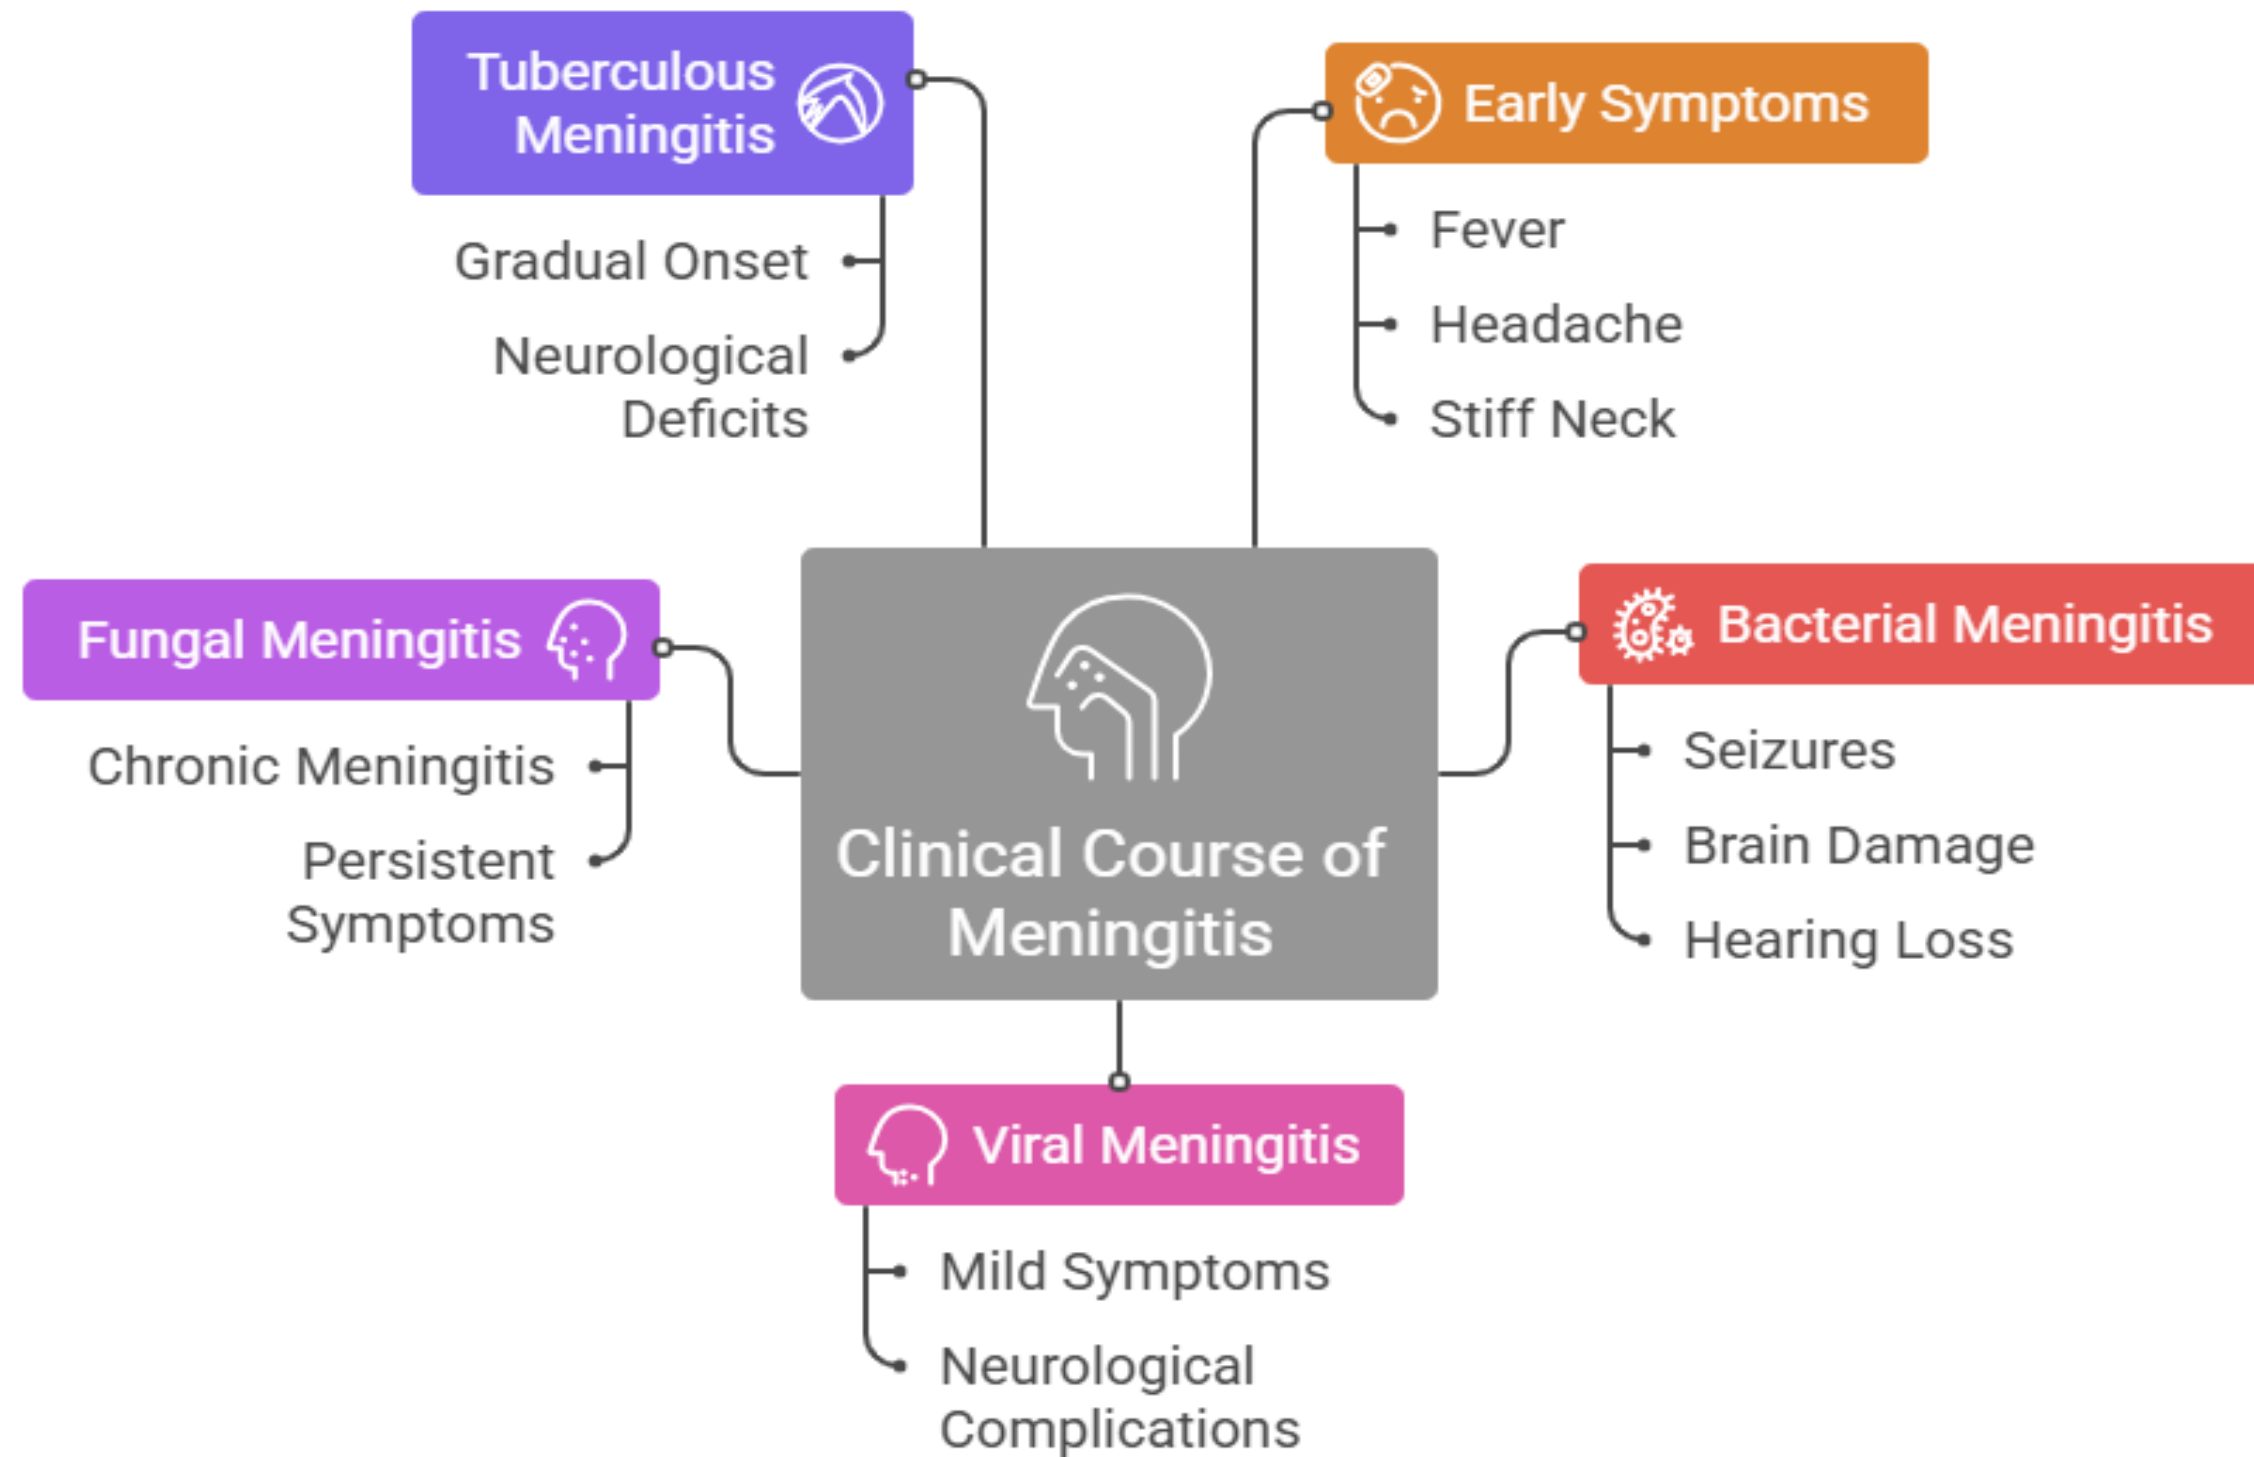 Tuberculous
Meningitis
Gradual Onset
Neurological
Deficits
Early Symptoms
Fever
Headache
Stiff Neck
Fungal Meningitis
Chronic Meningitis
Persistent
Symptoms
Clinical Course of
Meningitis
Bacterial Meningitis
Seizures
Brain Damage
Hearing Loss
Viral Meningitis
Mild Symptoms
Neurological
Complications